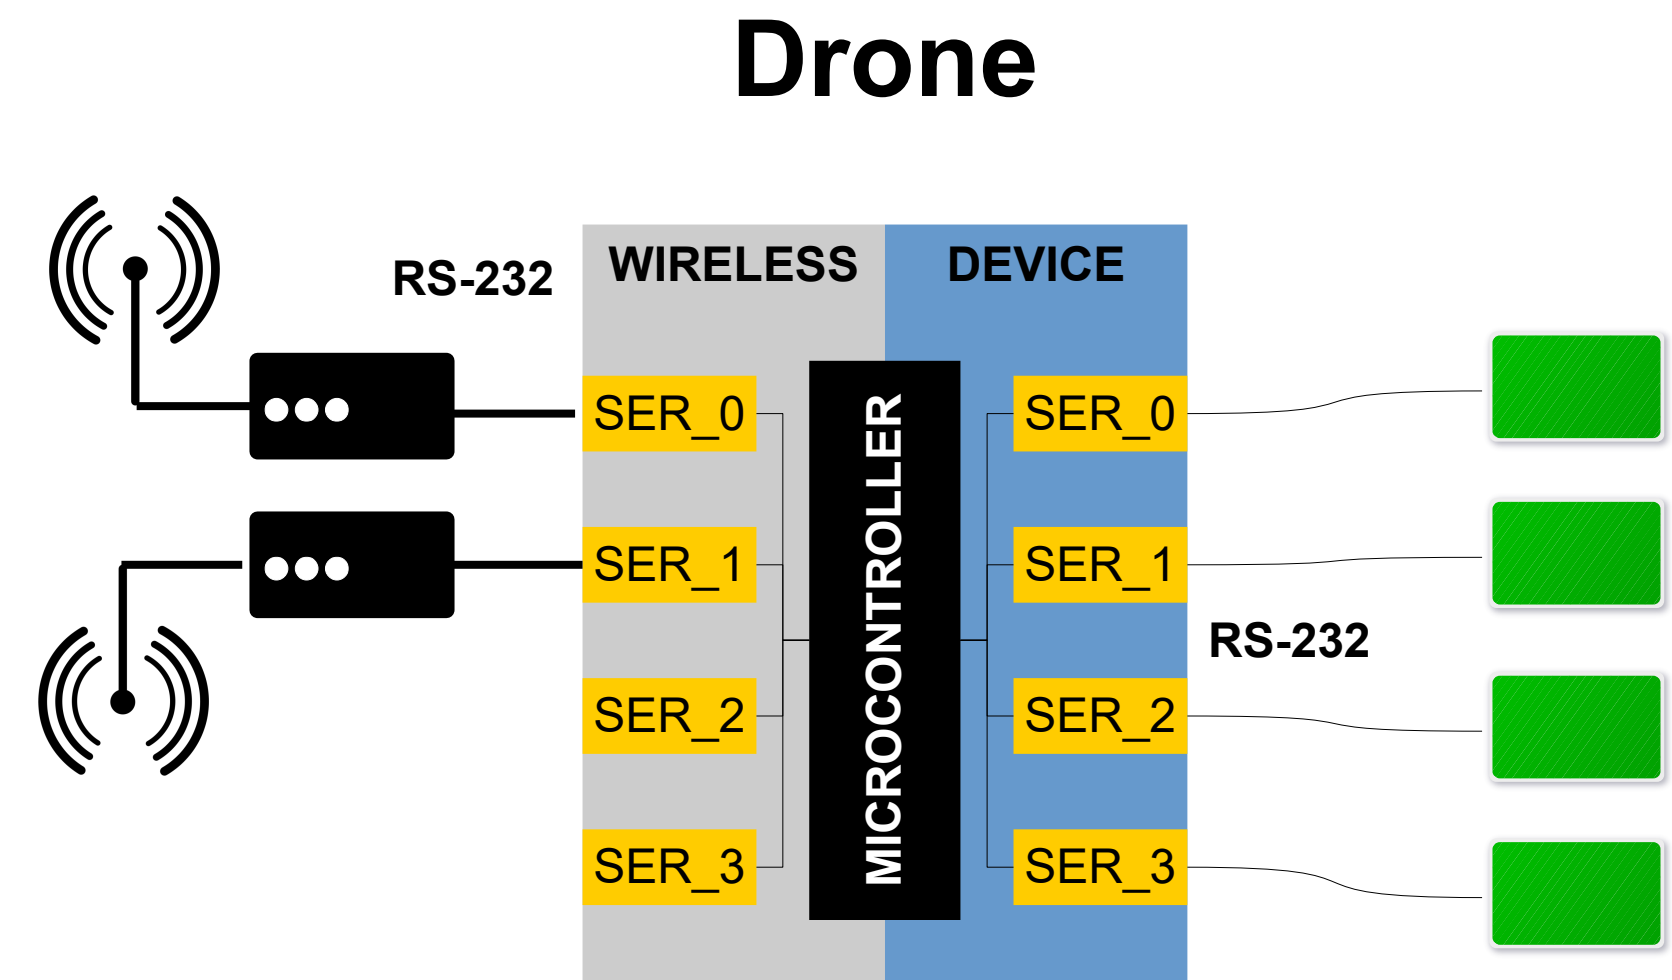 Drone
RS-232
WIRELESS
DEVICE
SER_0
SER_1
SER_2
SER_3
MICROCONTROLLER
SER_0
SER_1
SER_2
SER_3
RS-232